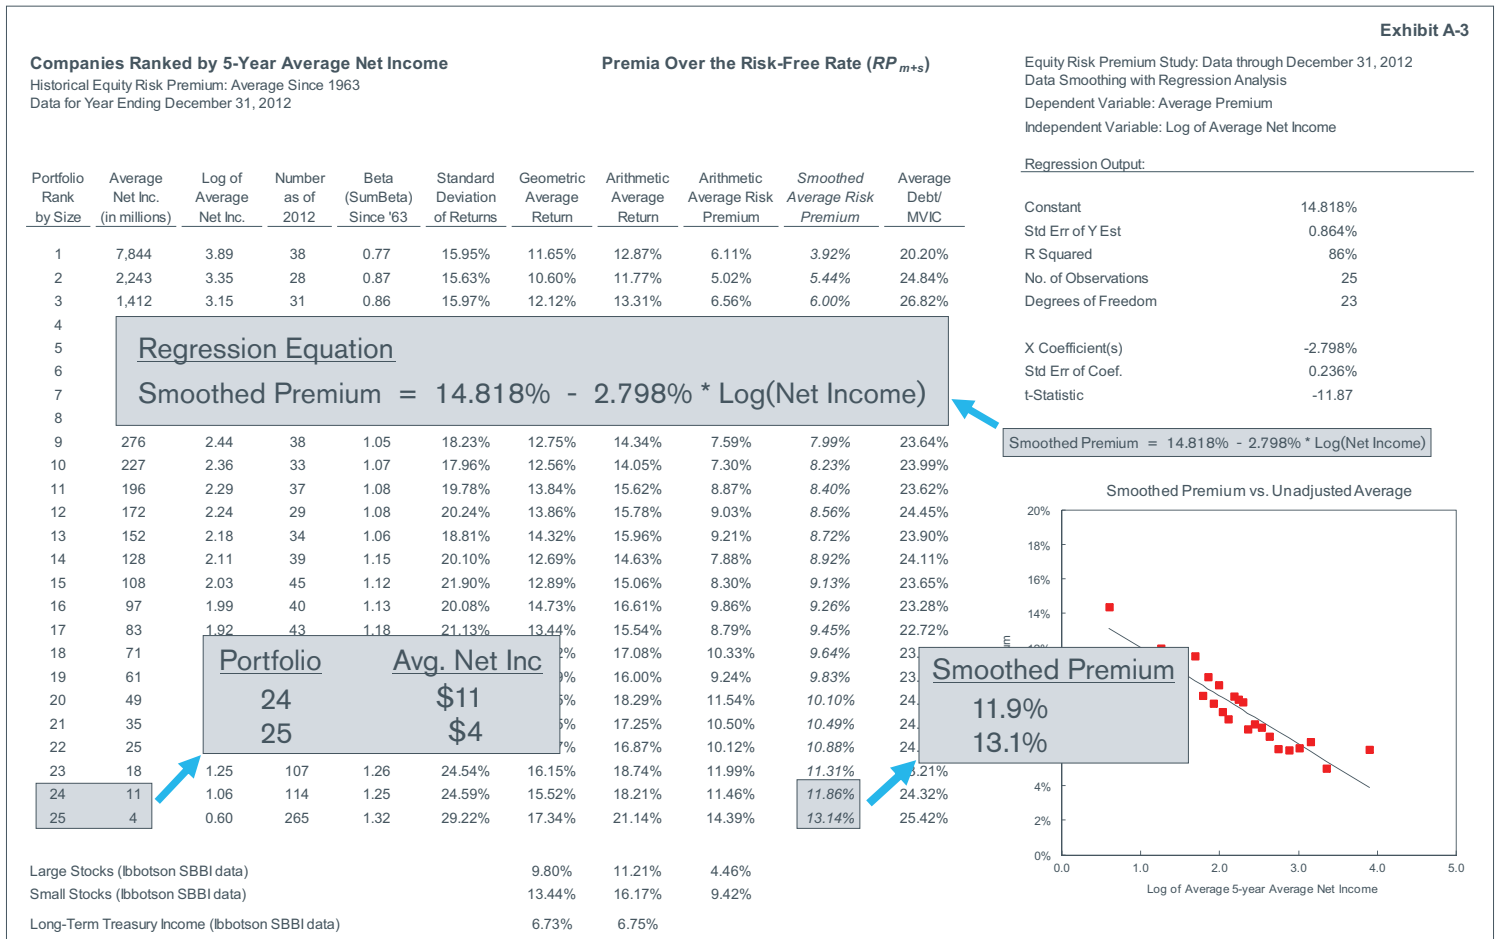 Exhibit A-3
Companies Ranked by 5-Year Average Net Income
Premia Over the Risk-Free Rate (RP m+s)
Historical Equity Risk Premium: Average Since 1963
Data for Year Ending December 31, 2012
Equity Risk Premium Study: Data through December 31, 2012
Data Smoothing with Regression Analysis
Dependent Variable: Average Premium
Independent Variable: Log of Average Net Income
Portfolio Average Log of Number Beta Standard Geometric Arithmetic Arithmetic Smoothed Average
Rank Net Inc. Average as of (SumBeta) Deviation Average Average Average Risk Average Risk Debt/
by Size (in millions) Net Inc. 2012 Since '63 of Returns Return Return Premium Premium MVIC
1 7,844 3.89 38 0.77 15.95% 11.65% 12.87% 6.11% 3.92% 20.20%
2 2,243 3.35 28 0.87 15.63% 10.60% 11.77% 5.02% 5.44% 24.84%
3 1,412 3.15 31 0.86 15.97% 12.12% 13.31% 6.56% 6.00% 26.82%
4
5
6
7
8
Regression Equation
Smoothed Premium = 14.818% - 2.798% * Log(Net Income)
9 276 2.44 38 1.05 18.23% 12.75% 14.34% 7.59% 7.99% 23.64%
10 227 2.36 33 1.07 17.96% 12.56% 14.05% 7.30% 8.23% 23.99%
11 196 2.29 37 1.08 19.78% 13.84% 15.62% 8.87% 8.40% 23.62%
12 172 2.24 29 1.08 20.24% 13.86% 15.78% 9.03% 8.56% 24.45%
13 152 2.18 34 1.06 18.81% 14.32% 15.96% 9.21% 8.72% 23.90%
14 128 2.11 39 1.15 20.10% 12.69% 14.63% 7.88% 8.92% 24.11%
15 108 2.03 45 1.12 21.90% 12.89% 15.06% 8.30% 9.13% 23.65%
16 97 1.99 40 1.13 20.08% 14.73% 16.61% 9.86% 9.26% 23.28%
17 83 1.92 43 1.18 21.13% 13.44% 15.54% 8.79% 9.45% 22.72%
18 71 17.08% 10.33% 9.64%
19 61 16.00% 9.24% 9.83%
20 49 18.29% 11.54% 10.10%
21 35 17.25% 10.50% 10.49%
22 25 16.87% 10.12% 10.88%
23 18 1.25 107 1.26 24.54% 16.15% 18.74% 11.99% 11.31%
24 11 1.06 114 1.25 24.59% 15.52% 18.21% 11.46% 11.86% 24.32%
25 4 0.60 265 1.32 29.22% 17.34% 21.14% 14.39% 13.14% 25.42%
Portfolio Avg. Net Inc
24 $11
25 $4
Smoothed Premium
11.9%
13.1%
Large Stocks (Ibbotson SBBI data) 9.80% 11.21% 4.46%
Small Stocks (Ibbotson SBBI data) 13.44% 16.17% 9.42%
Long-Term Treasury Income (Ibbotson SBBI data) 6.73% 6.75%
Regression Output:
Constant 14.818%
Std Err of Y Est 0.864%
R Squared 86%
No. of Observations 25
Degrees of Freedom 23
X Coefficient(s) -2.798%
Std Err of Coef. 0.236%
t-Statistic -11.87
Smoothed Premium = 14.818% - 2.798% * Log(Net Income)
Smoothed Premium vs. Unadjusted Average
20%
18%
16%
14%
4%
2%
0%
0.0 1.0 2.0 3.0 4.0 5.0
Log of Average 5-year Average Net Income